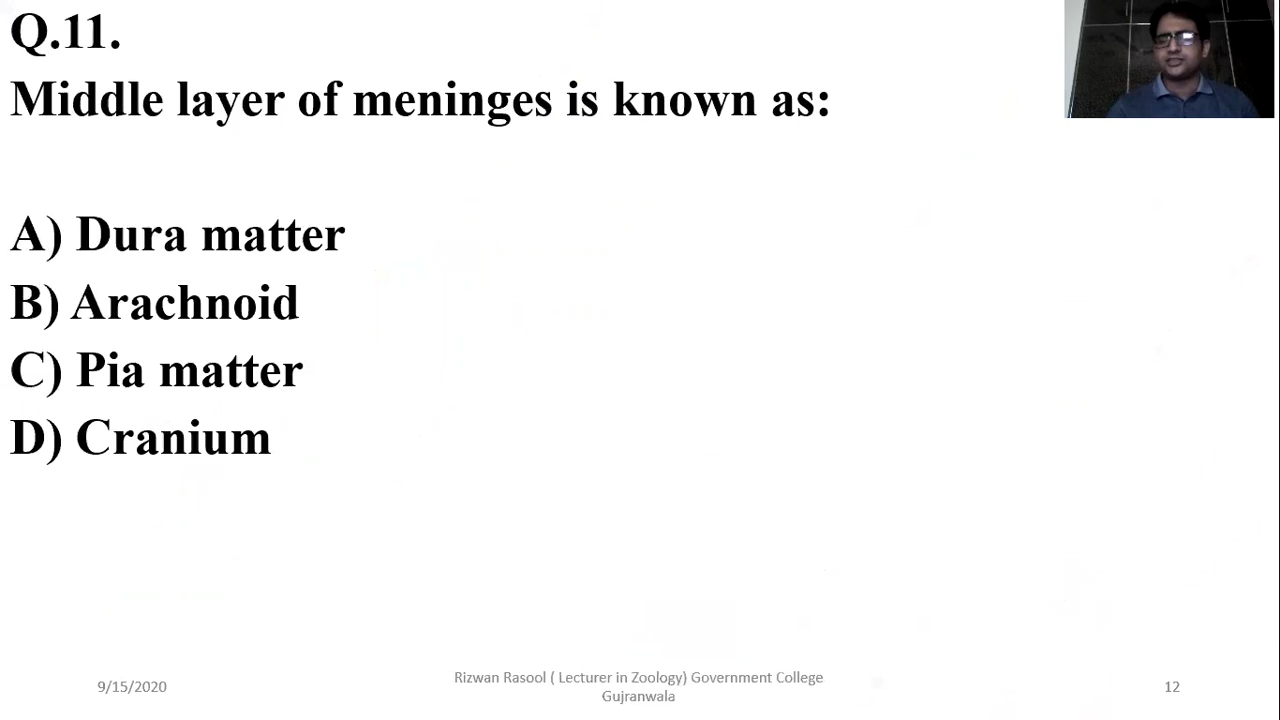 Q.11.
Middle layer of meninges is known as:
A) Dura matter
B) Arachnoid
C) Pia matter
D) Cranium
9/15/2020
Rizwan Rasool ( Lecturer in Zoology) Government College
Gujranwala
12